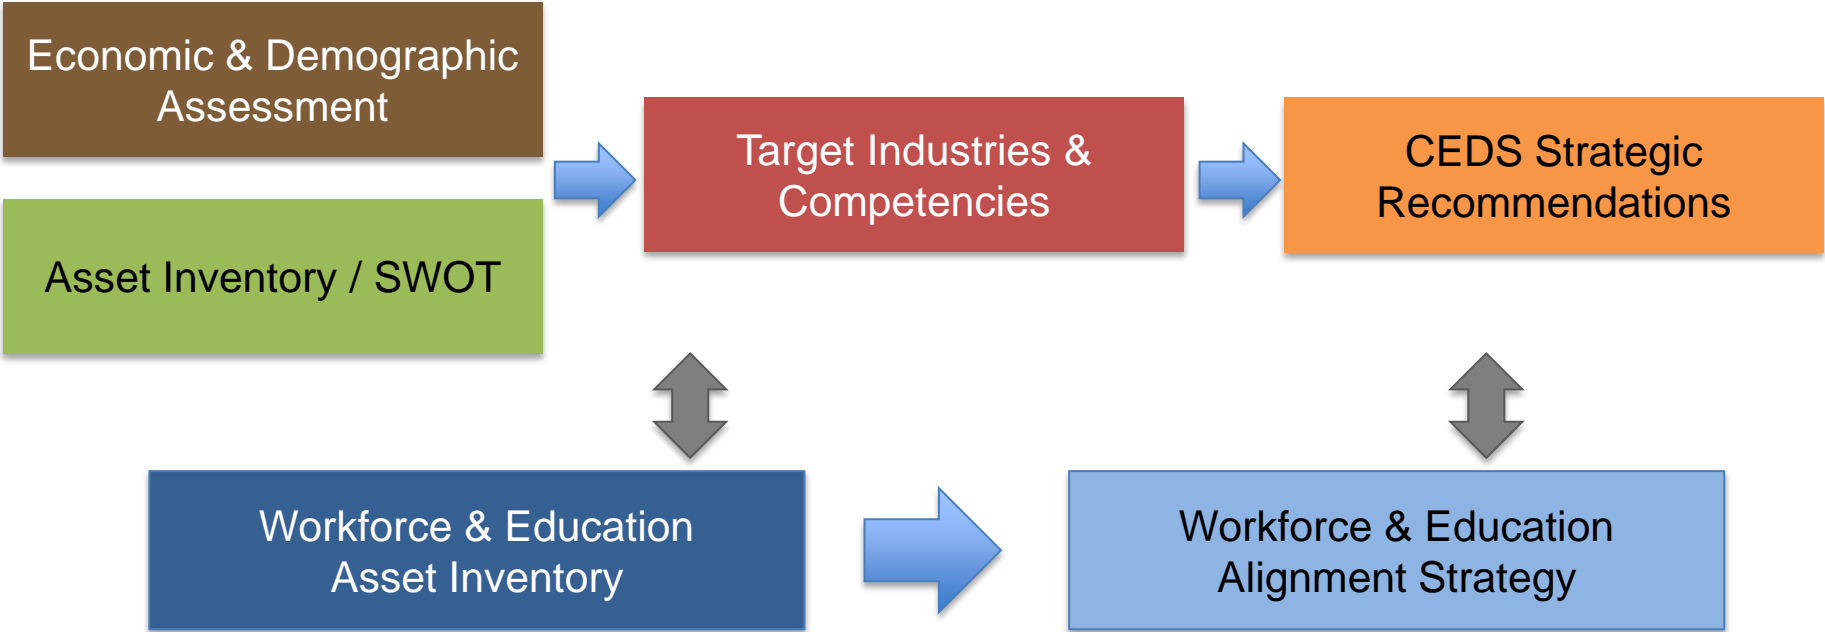 Economic & Demographic
Assessment
Asset Inventory / SWOT
Target Industries &
Competencies
CEDS Strategic
Recommendations
Workforce & Education
Asset Inventory
Workforce & Education
Alignment Strategy